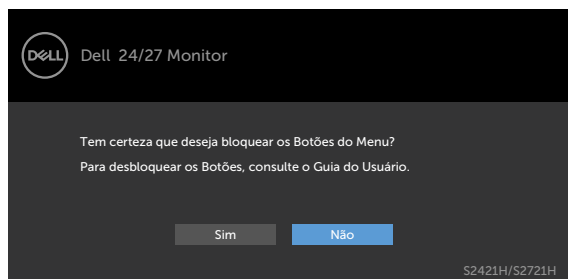 DELL Dell 24/27 Monitor
Tem certeza que deseja bloquear os Botões do Menu?
Para desbloquear os Botões, consulte o Guia do Usuário.
Sim Não
S2421H/S2721H